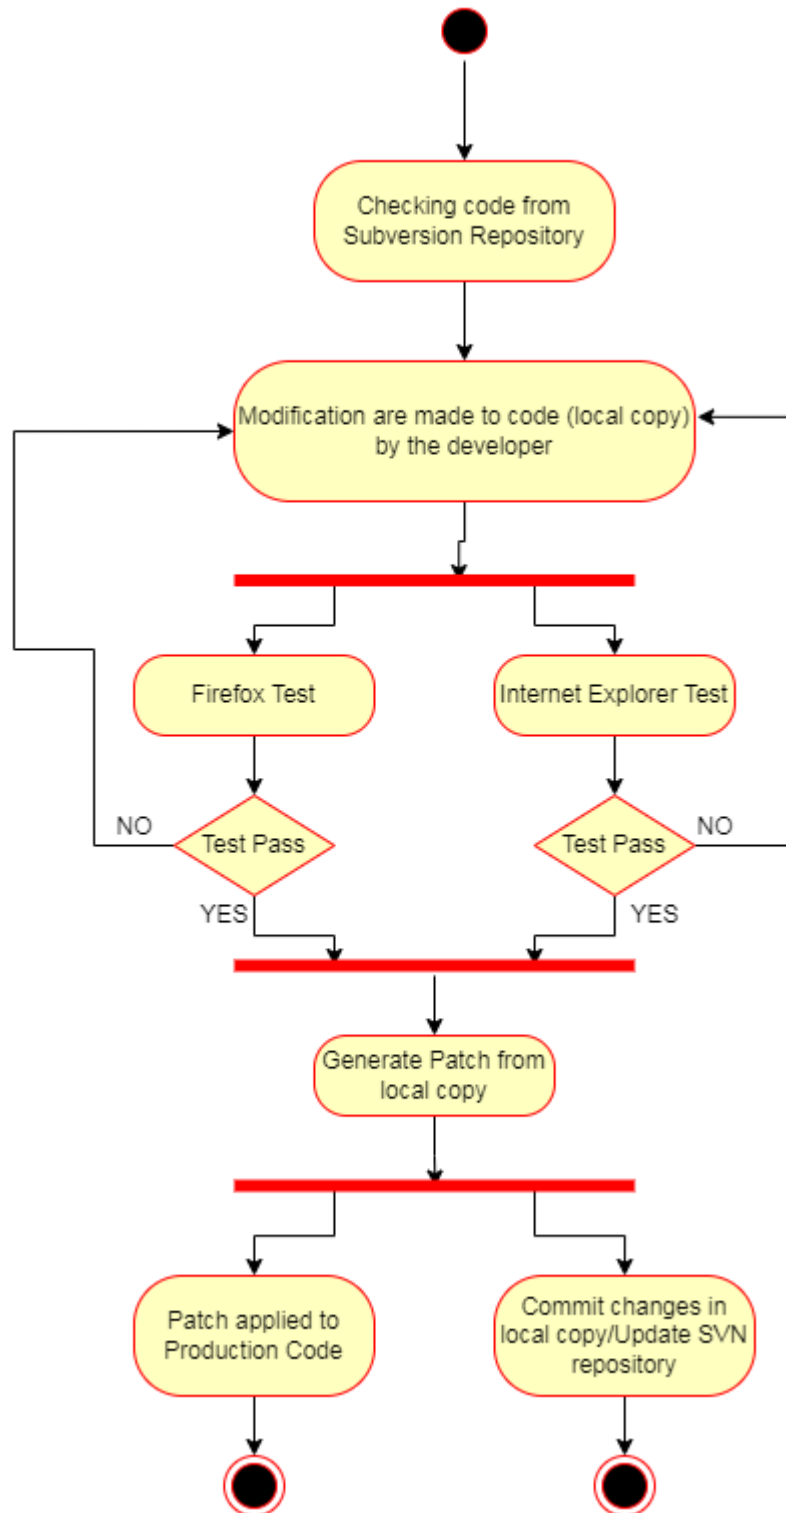 Checking code from
Subversion Repository
Modification are made to code (local copy)
by the developer
Firefox Test
Internet Explorer Test
NO
Test Pass
Test Pass
NO
YES
YES
Generate Patch from
local copy
Patch applied to
Production Code
Commit changes in
local copy/Update SVN
repository